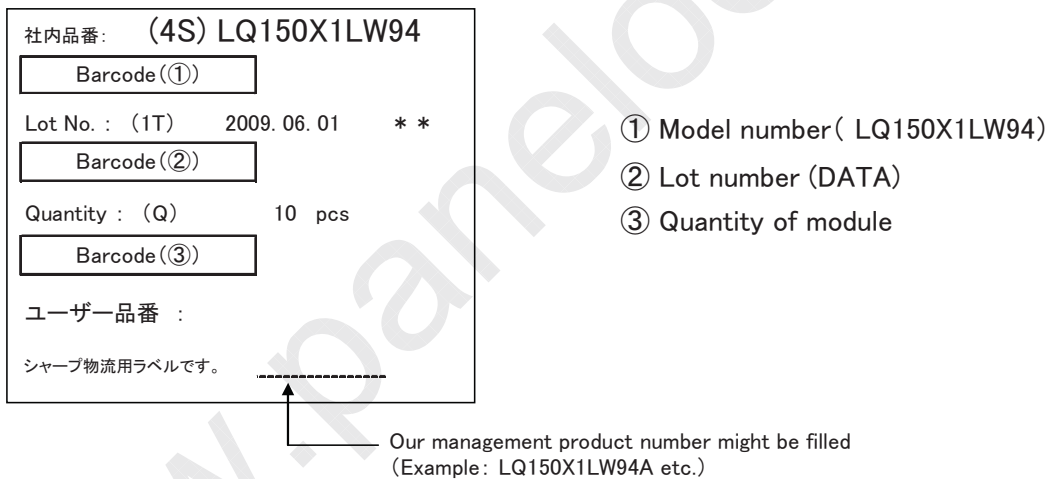 社内品番: (4S) LQ150X1LW94
Barcode(①)
Lot No. : (1T) 2009. 06. 01 * *
Barcode(②)
Quantity : (Q) 10 pcs
Barcode(③)
ユーザー品番 :
シャープ物流用ラベルです。
① Model number( LQ150X1LW94)
② Lot number (DATA)
③ Quantity of module
Our management product number might be filled
(Example: LQ150X1LW94A etc.)
w.panelo